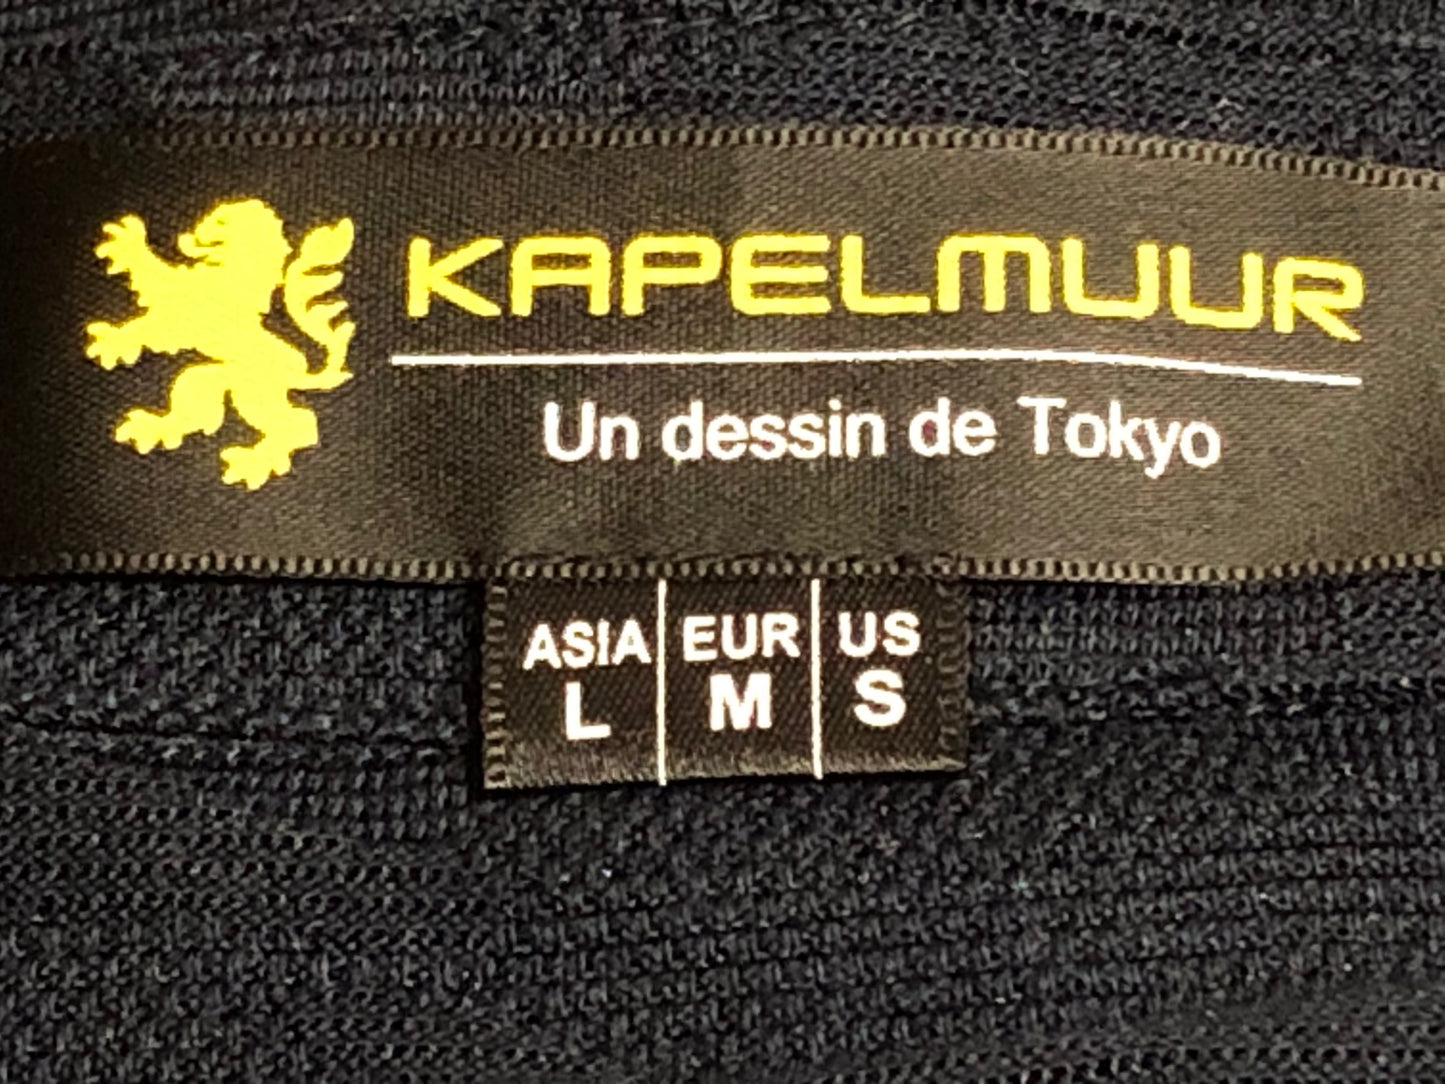 KAPELMUUR
Un dessin de Tokyo
ASIA EUR US
L M S